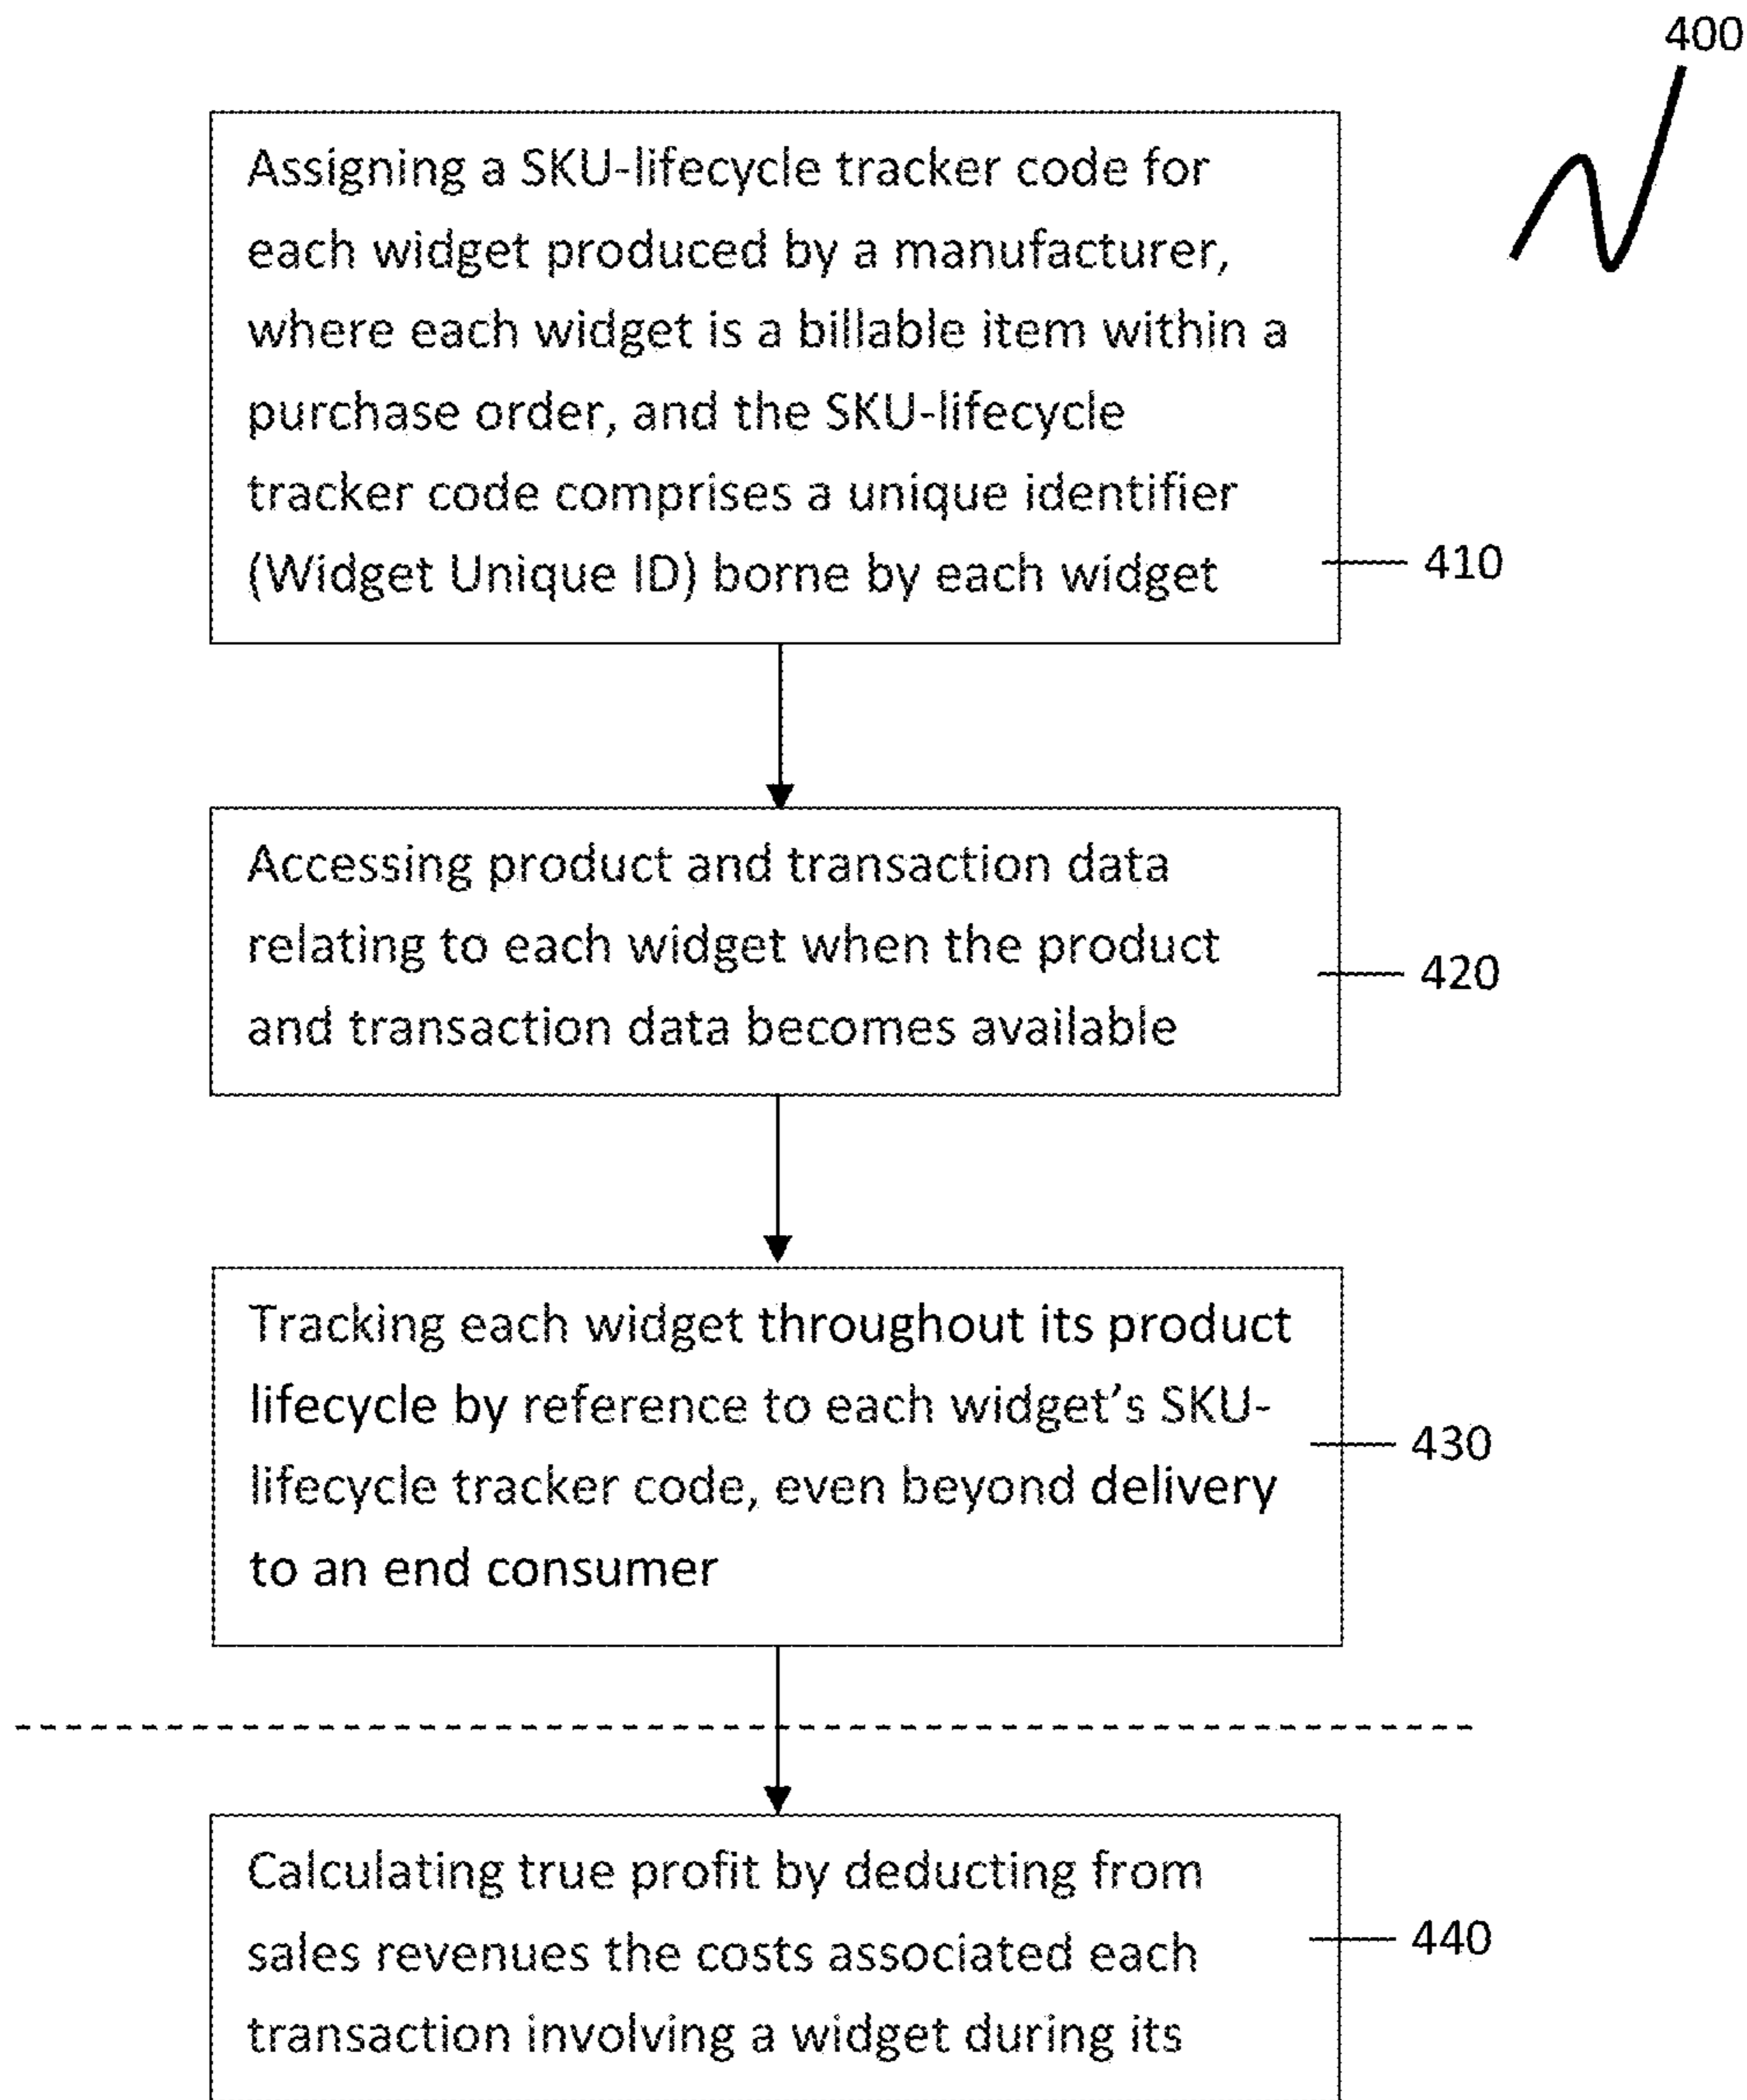 400
Assigning a SKU-lifecycle tracker code for
each widget produced by a manufacturer,
where each widget is a billable item within a
purchase order, and the SKU-lifecycle
tracker code comprises a unique identifier
(Widget Unique ID) borne by each widget
410
Accessing product and transaction data
relating to each widget when the product
and transaction data becomes available
420
Tracking each widget throughout its product
lifecycle by reference to each widget's SKU-
lifecycle tracker code, even beyond delivery
to an end consumer
430
Calculating true profit by deducting from
sales revenues the costs associated each
transaction involving a widget during its
440